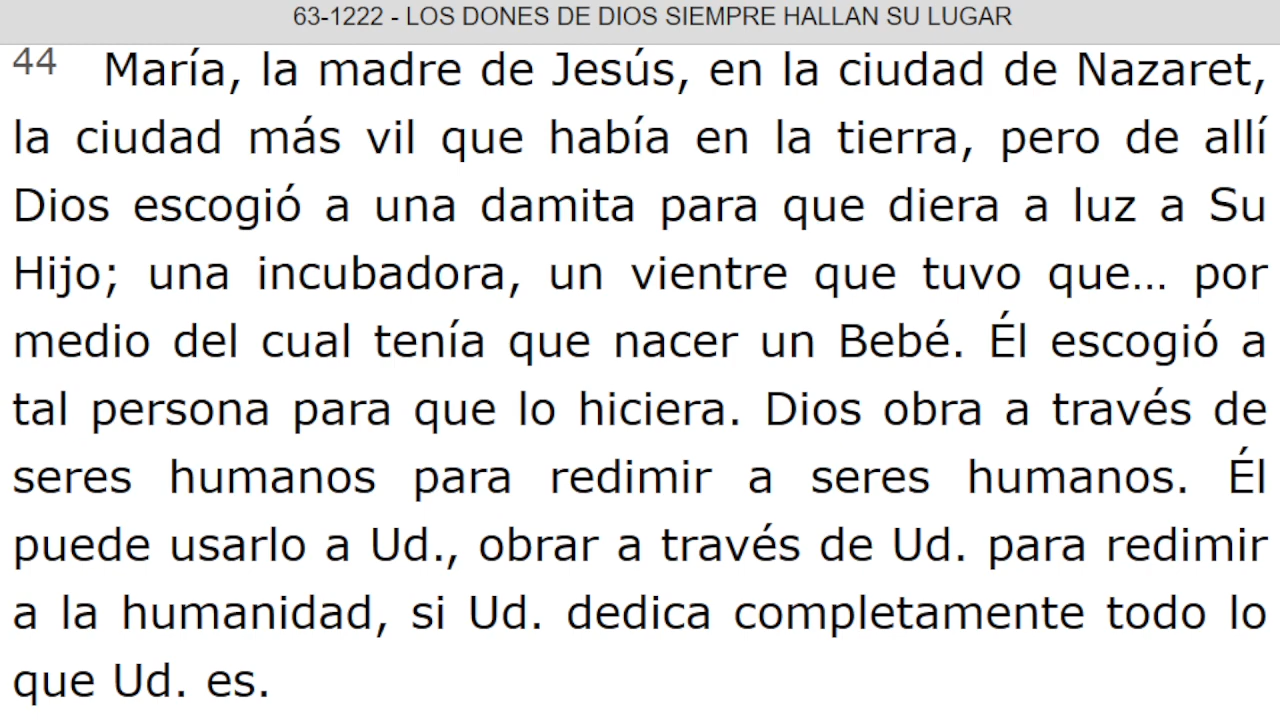 63-1222 - LOS DONES DE DIOS SIEMPRE HALLAN SU LUGAR
44 María, la madre de Jesús, en la ciudad de Nazaret,
la ciudad más vil que había en la tierra, pero de allí
Dios escogió a una damita para que diera a luz a Su
Hijo; una incubadora, un vientre que tuvo que… por
medio del cual tenía que nacer un Bebé. Él escogió a
tal persona para que lo hiciera. Dios obra a través de
seres humanos para redimir a seres humanos. Él
puede usarlo a Ud., obrar a través de Ud. para redimir
a la humanidad, si Ud. dedica completamente todo lo
que Ud. es.